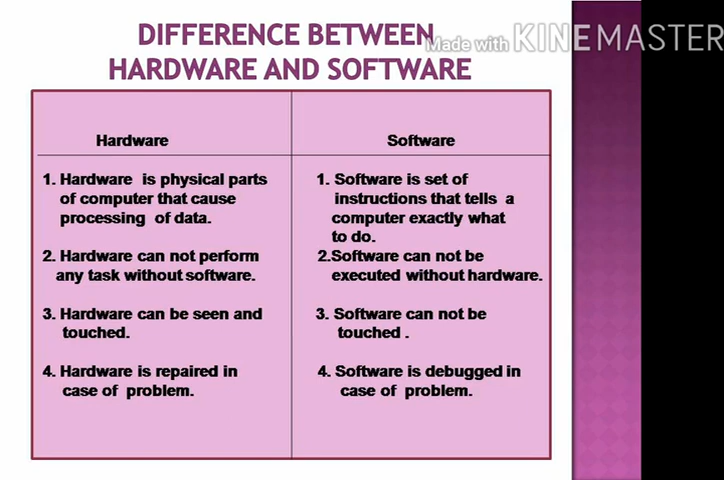 DIFFERENCE BETWEEN
Made with KINEMASTER
HARDWARE AND SOFTWARE
Hardware
1. Hardware is physical parts
of computer that cause
processing of data.
2. Hardware can not perform
any task without software.
3. Hardware can be seen and
touched.
4. Hardware is repaired in
case of problem.
Software
1. Software is set of
instructions that tells a
computer exactly what
to do.
2.Software can not be
executed without hardware.
3. Software can not be
touched .
4. Software is debugged in
case of problem.